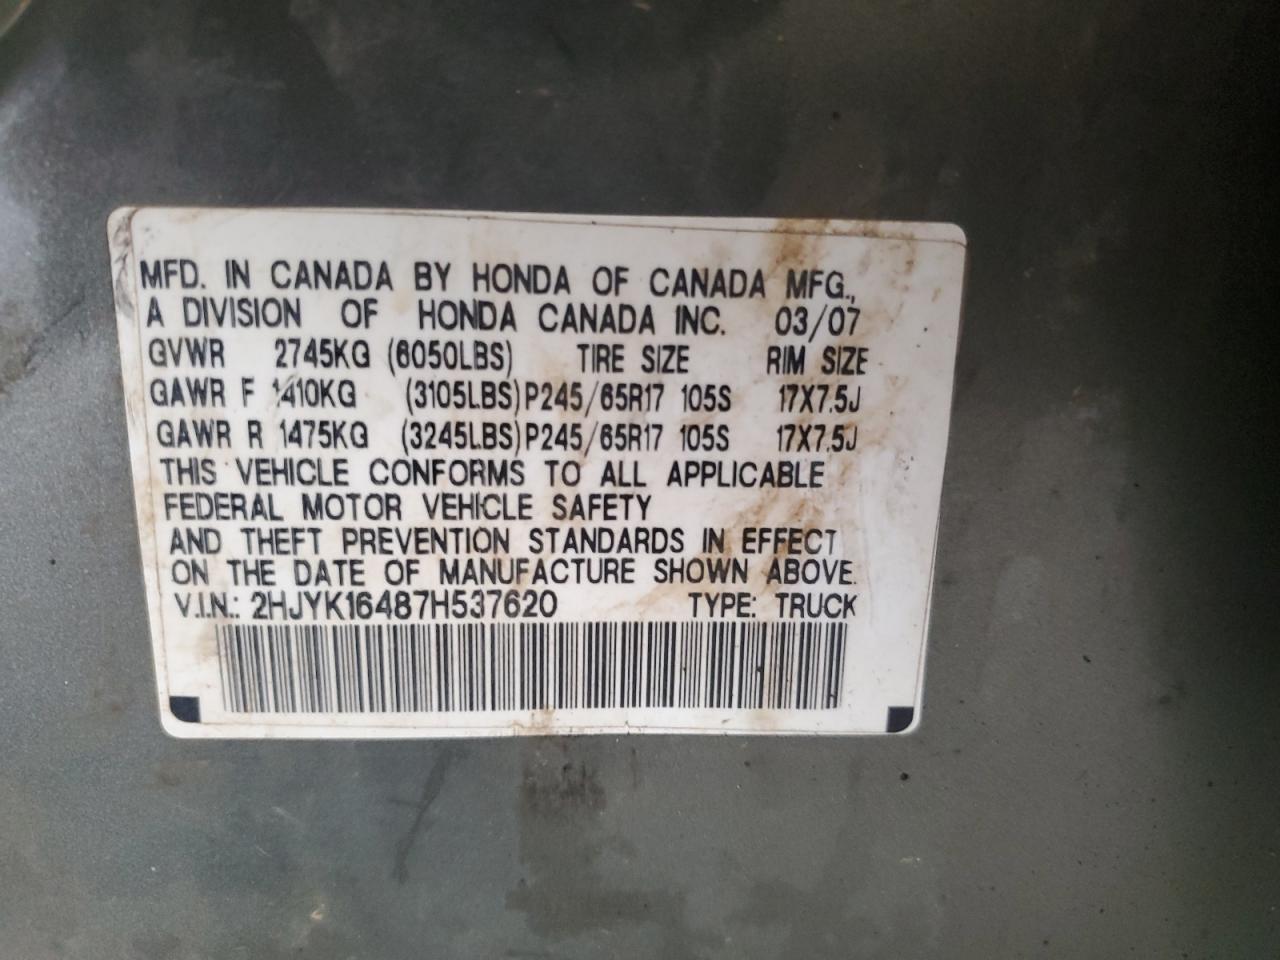 MFD. IN CANADA BY HONDA OF CANADA MFG.,
A DIVISION OF HONDA CANADA INC. 03/07
GVWR 2745KG (6050LBS) TIRE SIZE RIM SIZE
GAWR F 1410KG (3105LBS) P245/65R17 105S 17X7.5J
GAWR R 1475KG (3245LBS) P245/65R17 105S 17X7.5J
THIS VEHICLE CONFORMS TO ALL APPLICABLE
FEDERAL MOTOR VEHICLE SAFETY
AND THEFT PREVENTION STANDARDS IN EFFECT
ON THE DATE OF MANUFACTURE SHOWN ABOVE.
V.I.N.: 2HJYK16487H537620 TYPE: TRUCK